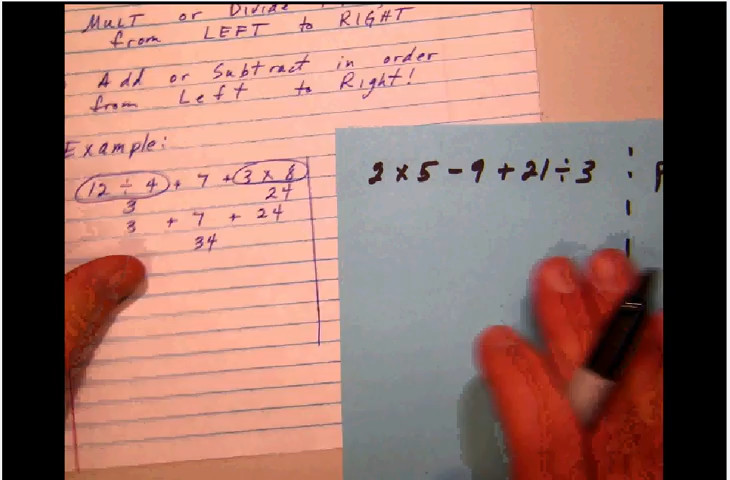 Mult or Divide
from LEFT to RIGHT
Add or Subtract in order
from Left to Right!
Example:
12 ÷ 4 + 7 + 3 x 8
3 24
3 + 7 + 24
34
2 x 5 - 9 + 21 ÷ 3